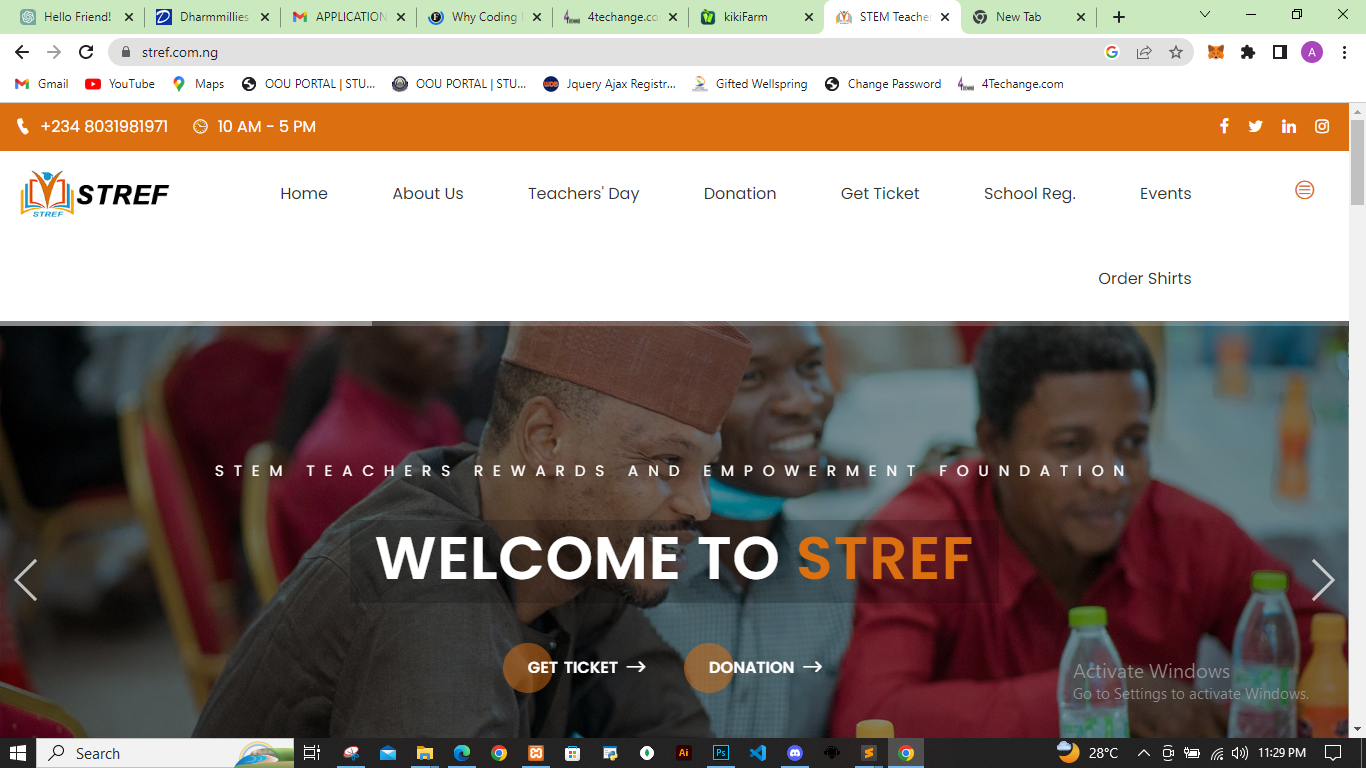 Hello Friend!
Dharmmillies
APPLICATION
Why Coding
4techange.co
kikiFarm
STEM Teache
New Tab
stref.com.ng
A
Gmail
YouTube
Maps
OOU PORTAL | STU...
OOU PORTAL | STU...
Jquery Ajax Registr...
Gifted Wellspring
Change Password
4Techange.com
+234 8031981971
10 AM - 5 PM
STREF
STREF
Home
About Us
Teachers' Day
Donation
Get Ticket
School Reg.
Events
Order Shirts
STEM TEACHERS REWARDS AND EMPOWERMENT FOUNDATION
WELCOME TO STREF
GET TICKET
DONATION
Activate Windows
Go to Settings to activate Windows.
Search
Ai
Ps
28°C
11:29 PM